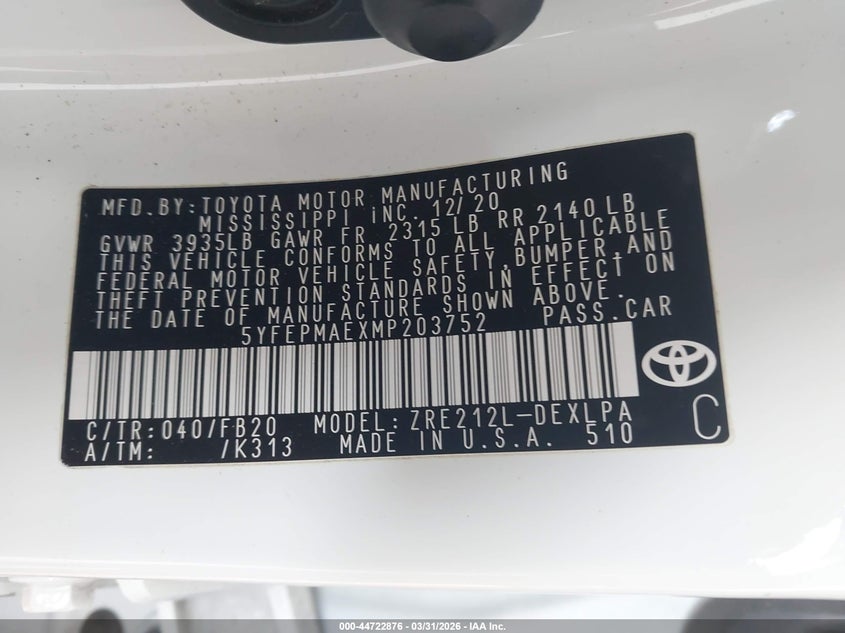 MFD.BY:TOYOTA MOTOR MANUFACTURING
MISSISSIPPI INC. 12/20
GVWR 3935LB GAWR FR 2315 LB RR 2140LB
THIS VEHICLE CONFORMS TO ALL APPLICABLE
FEDERAL MOTOR VEHICLE SAFETY,BUMPER,AND
THEFT PREVENTION STANDARDS IN EFFECT ON
THE DATE OF MANUFACTURE SHOWN ABOVE.
5YFEPMAEXMP203752 PASS.CAR
C/TR:040/FB20 MODEL:ZRE212L-DEXLPA
A/TM: /K313 MADE IN U.S.A. 510
C
000-44722876 - 03/31/2026 - IAA Inc.